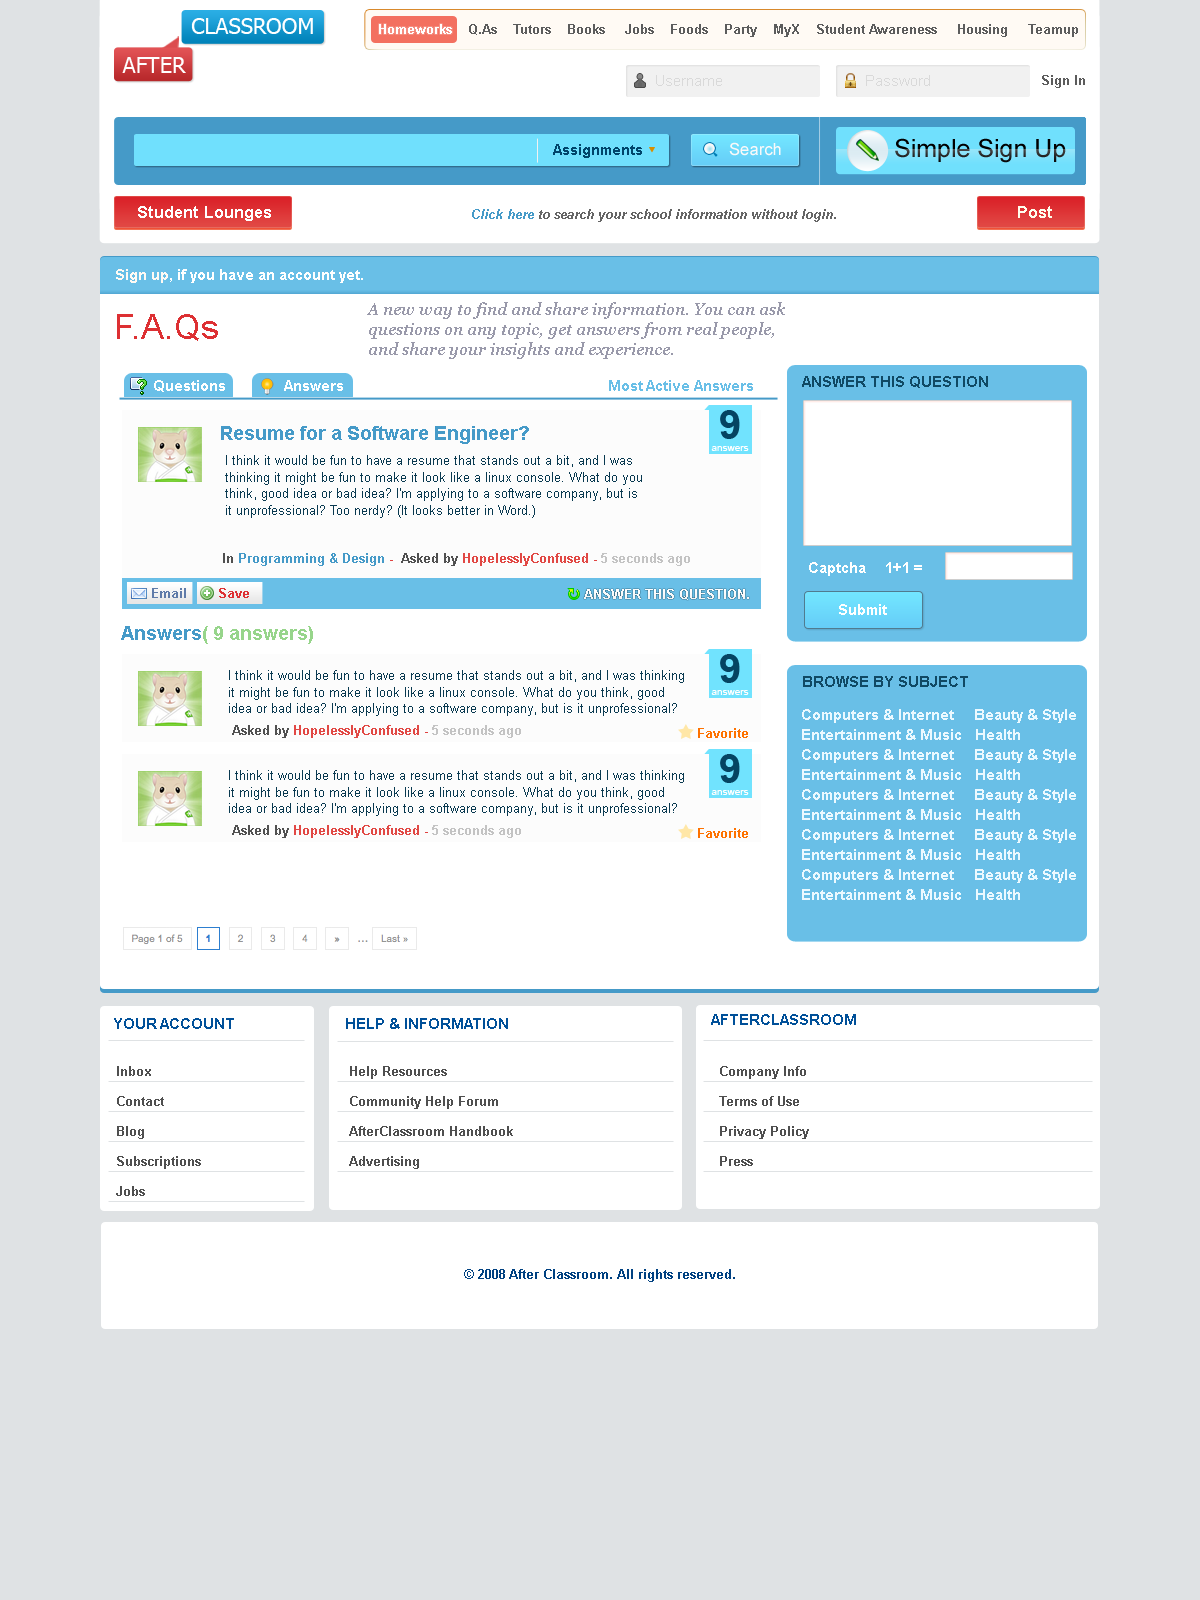 CLASSROOM
AFTER
Homeworks Q.As Tutors Books Jobs Foods Party MyX Student Awareness Housing Teamup
Username Password Sign In
Assignments Search Simple Sign Up
Student Lounges Click here to search your school information without login. Post
Sign up, if you have an account yet.
F.A.Qs
A new way to find and share information. You can ask
questions on any topic, get answers from real people,
and share your insights and experience.
Questions Answers Most Active Answers
9
answers
Resume for a Software Engineer?
I think it would be fun to have a resume that stands out a bit, and I was
thinking it might be fun to make it look like a linux console. What do you
think, good idea or bad idea? I'm applying to a software company, but is
it unprofessional? Too nerdy? (It looks better in Word.)
In Programming & Design - Asked by HopelesslyConfused - 5 seconds ago
Email Save ANSWER THIS QUESTION.
Answers( 9 answers)
9
answers
I think it would be fun to have a resume that stands out a bit, and I was thinking
it might be fun to make it look like a linux console. What do you think, good
idea or bad idea? I'm applying to a software company, but is it unprofessional?
Asked by HopelesslyConfused - 5 seconds ago
Favorite
9
answers
I think it would be fun to have a resume that stands out a bit, and I was thinking
it might be fun to make it look like a linux console. What do you think, good
idea or bad idea? I'm applying to a software company, but is it unprofessional?
Asked by HopelesslyConfused - 5 seconds ago
Favorite
Page 1 of 5 1 2 3 4 » ... Last »
ANSWER THIS QUESTION
Captcha 1+1 =
Submit
BROWSE BY SUBJECT
Computers & Internet Beauty & Style
Entertainment & Music Health
Computers & Internet Beauty & Style
Entertainment & Music Health
Computers & Internet Beauty & Style
Entertainment & Music Health
Computers & Internet Beauty & Style
Entertainment & Music Health
Computers & Internet Beauty & Style
Entertainment & Music Health
YOUR ACCOUNT
Inbox
Contact
Blog
Subscriptions
Jobs
HELP & INFORMATION
Help Resources
Community Help Forum
AfterClassroom Handbook
Advertising
AFTERCLASSROOM
Company Info
Terms of Use
Privacy Policy
Press
© 2008 After Classroom. All rights reserved.